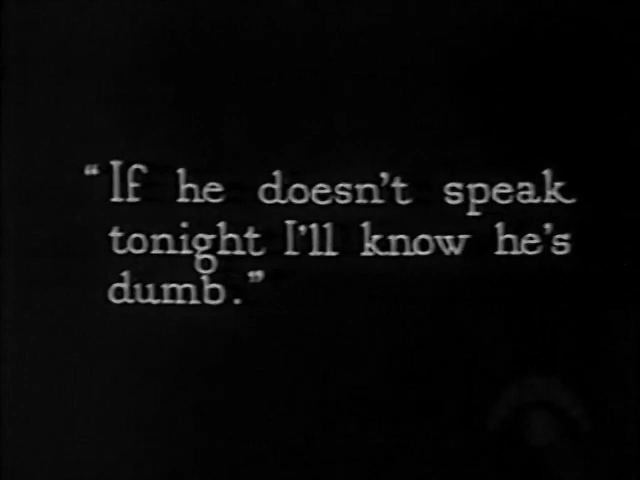 “If he doesn't speak
tonight I'll know he's
dumb.”